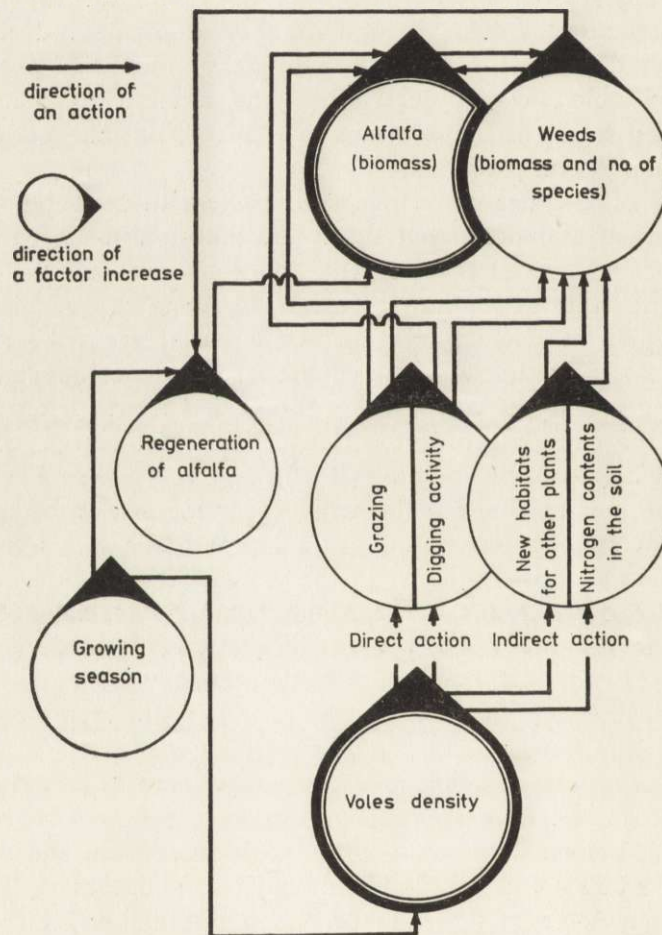 direction of
an action
direction of
a factor increase
Alfalfa
(biomass)
Weeds
(biomass and no. of
species)
Regeneration
of alfalfa
Grazing
Digging activity
New habitats
for other plants
Nitrogen contents
in the soil
Growing
season
Direct action
Indirect action
Voles density